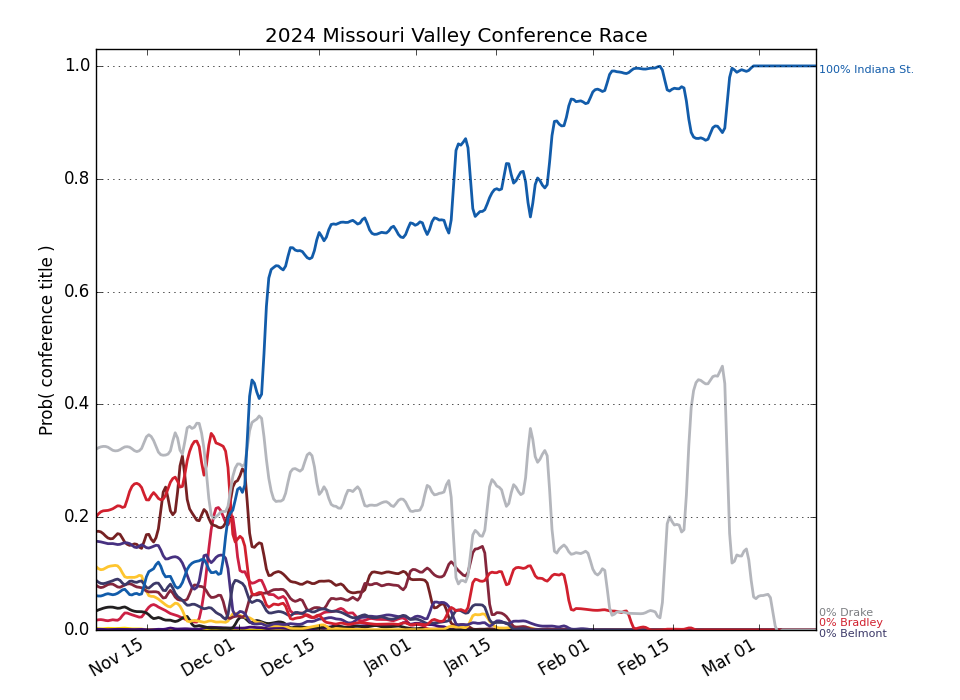 2024 Missouri Valley Conference Race
1.0
100% Indiana St.
0.8
Prob( conference title )
0.6
0.4
0.2
0% Drake
0% Bradley
0.0
0% Belmont
Nov 15
Dec 01
Dec 15
Jan 01
Jan 15
Feb 01
Feb 15
Mar 01